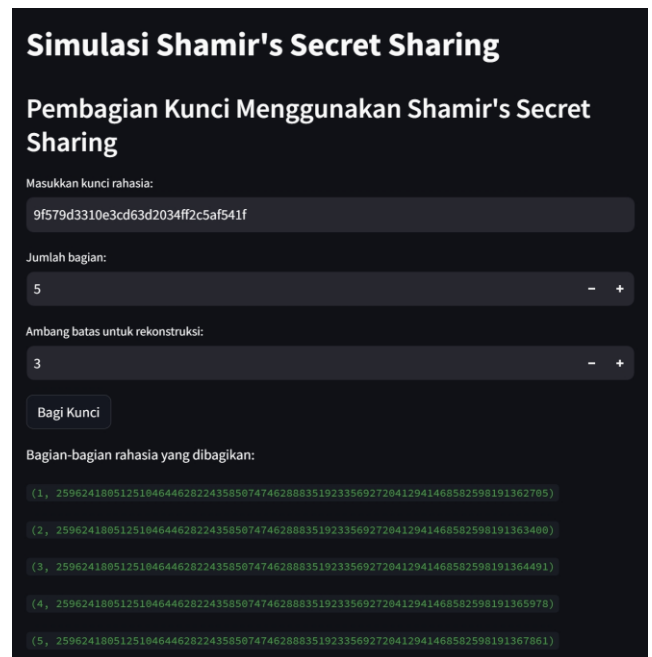 Simulasi Shamir's Secret Sharing
Pembagian Kunci Menggunakan Shamir's Secret
Sharing
Masukkan kunci rahasia:
9f579d3310e3cd63d2034ff2c5af541f
Jumlah bagian:
5 − +
Ambang batas untuk rekonstruksi:
3 − +
Bagi Kunci
Bagian-bagian rahasia yang dibagikan:
(1, 259624180512510464462822435850747462888351923356927204129414685825981913627​05)
(2, 25962418051251046446282243585074746288835192335692720412941468582598191363400)
(3, 25962418051251046446282243585074746288835192335692720412941468582598191364491)
(4, 25962418051251046446282243585074746288835192335692720412941468582598191365978)
(5, 25962418051251046446282243585074746288835192335692720412941468582598191367861)